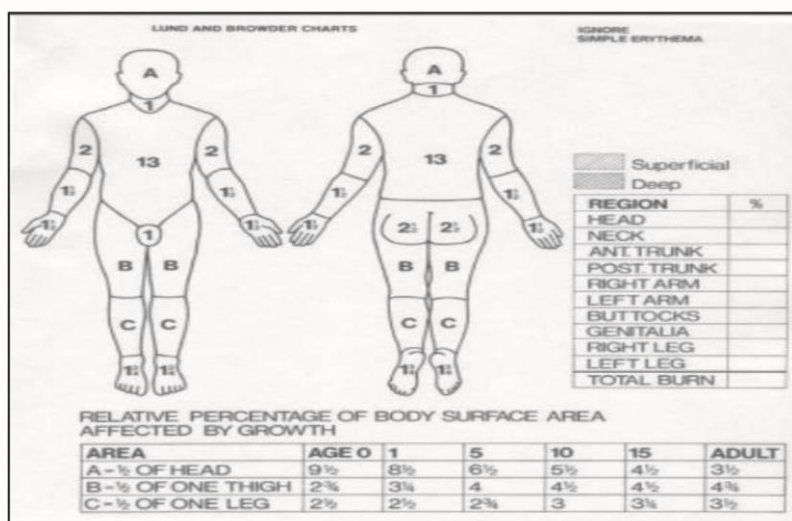 LUND AND BROWDER CHARTS
IGNORE
SIMPLE ERYTHEMA
A
1
2
13
2
1½
1½
1½
1½
1
B B
C C
1¾ 1¾
A
1
2
13
2
1½
1½
1½
1½
2½ 2½
B B
C C
1¾ 1¾
Superficial
Deep
REGION %
HEAD
NECK
ANT. TRUNK
POST. TRUNK
RIGHT ARM
LEFT ARM
BUTTOCKS
GENITALIA
RIGHT LEG
LEFT LEG
TOTAL BURN
RELATIVE PERCENTAGE OF BODY SURFACE AREA
AFFECTED BY GROWTH
AREA AGE 0 1 5 10 15 ADULT
A-½ OF HEAD 9½ 8½ 6½ 5½ 4½ 3½
B-½ OF ONE THIGH 2¾ 3¼ 4 4½ 4½ 4¾
C-½ OF ONE LEG 2½ 2½ 2¾ 3 3¼ 3½